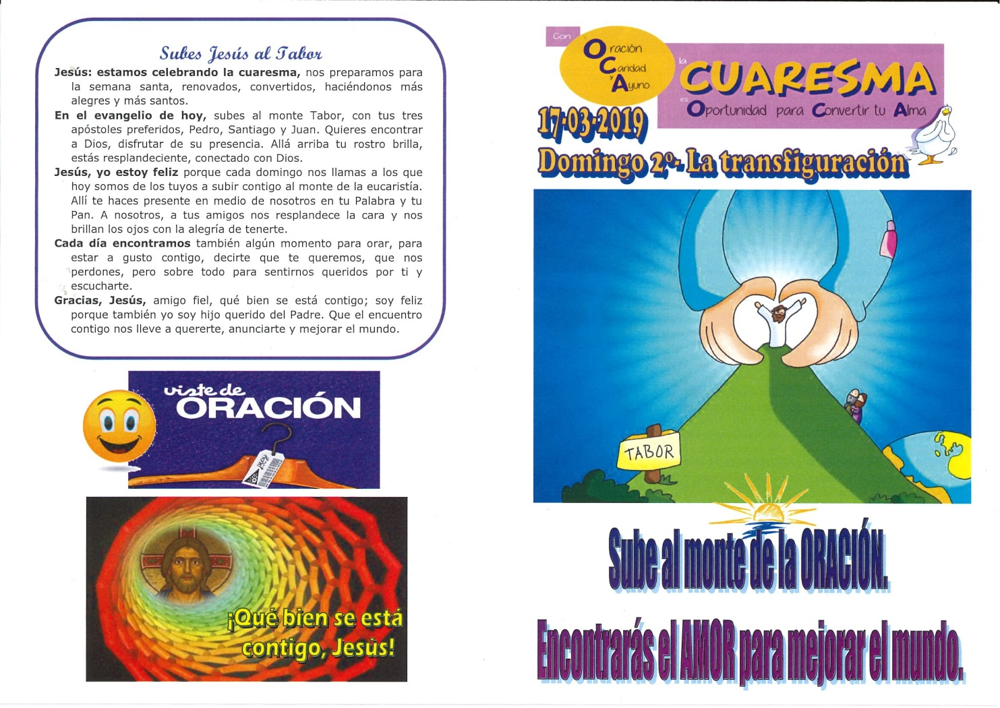 Subes Jesús al Tabor
Jesús: estamos celebrando la cuaresma, nos preparamos para
la semana santa, renovados, convertidos, haciéndonos más
alegres y más santos.
En el evangelio de hoy, subes al monte Tabor, con tus tres
apóstoles preferidos, Pedro, Santiago y Juan. Quieres encontrar
a Dios, disfrutar de su presencia. Allá arriba tu rostro brilla,
estás resplandeciente, conectado con Dios.
Jesús, yo estoy feliz porque cada domingo nos llamas a los que
hoy somos de los tuyos a subir contigo al monte de la eucaristía.
Allí te haces presente en medio de nosotros en tu Palabra y tu
Pan. A nosotros, a tus amigos nos resplandece la cara y nos
brillan los ojos con la alegría de tenerte.
Cada día encontramos también algún momento para orar, para
estar a gusto contigo, decirte que te queremos, que nos
perdones, pero sobre todo para sentirnos queridos por ti y
escucharte.
Gracias, Jesús, amigo fiel, qué bien se está contigo; soy feliz
porque también yo soy hijo querido del Padre. Que el encuentro
contigo nos lleve a quererte, anunciarte y mejorar el mundo.
viste de
ORACIÓN
¡Qué bien se está
contigo, Jesús!
Con
Oración
Caridad
y
Ayuno
la
CUARESMA
es
Oportunidad para Convertir tu Alma
17-03-2019
Domingo 2º- La transfiguración
TABOR
Sube al monte de la ORACIÓN.
Encontrarás el AMOR para mejorar el mundo.